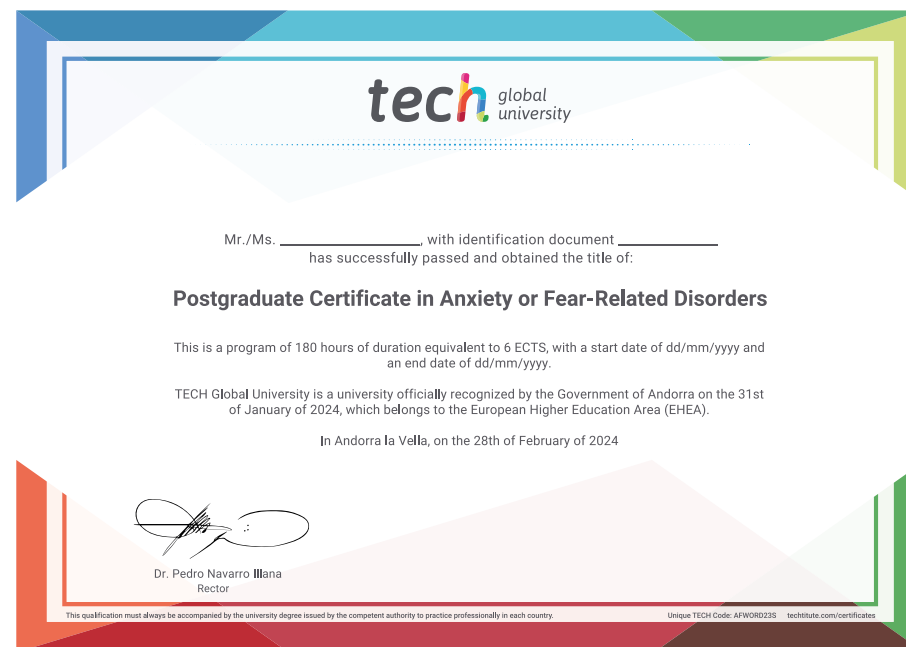 tech global
university
Mr./Ms. ____________, with identification document ____________
has successfully passed and obtained the title of:
Postgraduate Certificate in Anxiety or Fear-Related Disorders
This is a program of 180 hours of duration equivalent to 6 ECTS, with a start date of dd/mm/yyyy and
an end date of dd/mm/yyyy.
TECH Global University is a university officially recognized by the Government of Andorra on the 31st
of January of 2024, which belongs to the European Higher Education Area (EHEA).
In Andorra la Vella, on the 28th of February of 2024
Dr. Pedro Navarro Illana
Rector
This qualification must always be accompanied by the university degree issued by the competent authority to practice professionally in each country.
Unique TECH Code: AFWORD23S techtitute.com/certificates